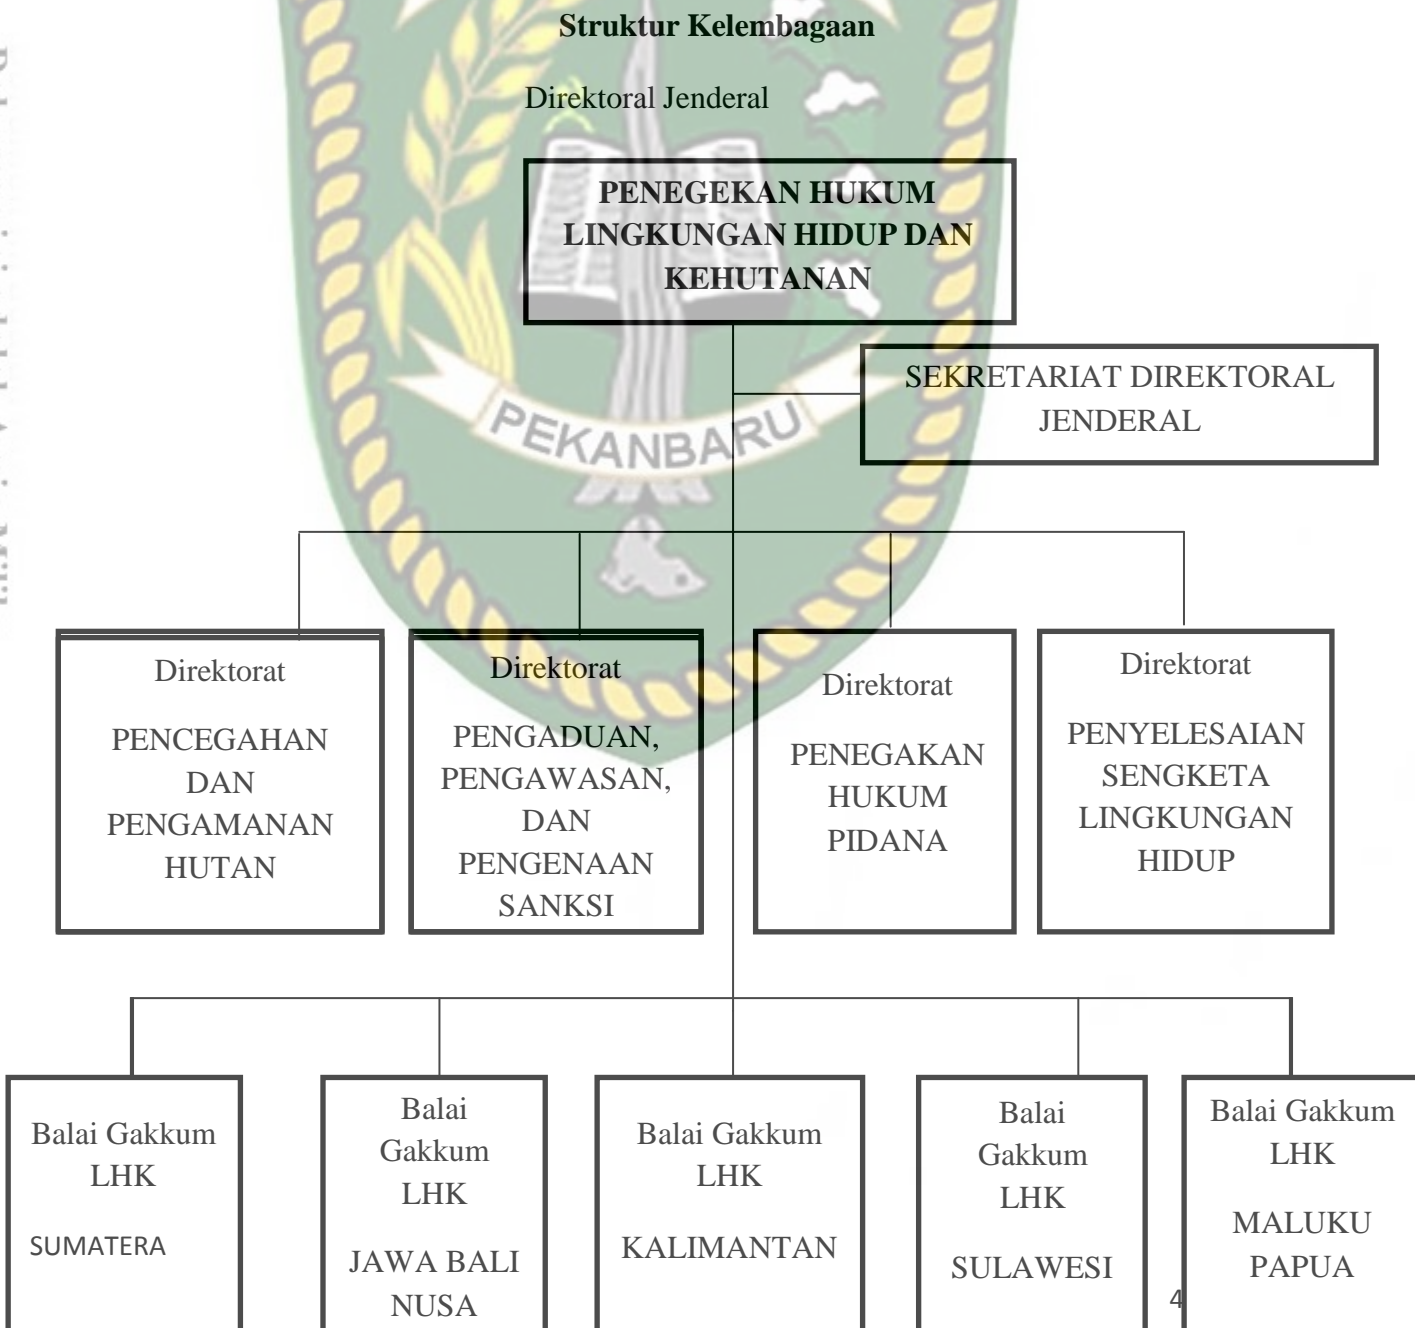 Struktur Kelembagaan
Direktoral Jenderal
PENEGEKAN HUKUM
LINGKUNGAN HIDUP DAN
KEHUTANAN
SEKRETARIAT DIREKTORAL
JENDERAL
PEKANBARU
Direktorat
PENCEGAHAN
DAN
PENGAMANAN
HUTAN
Direktorat
PENGADUAN,
PENGAWASAN,
DAN
PENGENAAN
SANKSI
Direktorat
PENEGAKAN
HUKUM
PIDANA
Direktorat
PENYELESAIAN
SENGKETA
LINGKUNGAN
HIDUP
Balai Gakkum
LHK
SUMATERA
Balai
Gakkum
LHK
JAWA BALI
NUSA
Balai Gakkum
LHK
KALIMANTAN
Balai
Gakkum
LHK
SULAWESI
Balai Gakkum
LHK
MALUKU
PAPUA
4